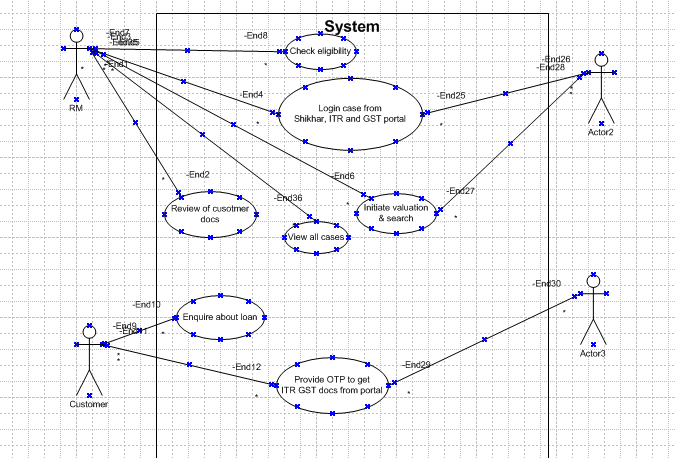 System
-End7
-End8
-End26
-End28
Check eligibility
-End4
-End25
Login case from
Shikhar, ITR and GST portal
RM
Actor2
-End2
-End6
-End27
-End36
Review of cusotmer
docs
Initiate valuation
& search
View all cases
-End30
-End10
-End9
Enquire about loan
Actor3
-End12
-End29
Provide OTP to get
ITR GST docs from portal
Customer